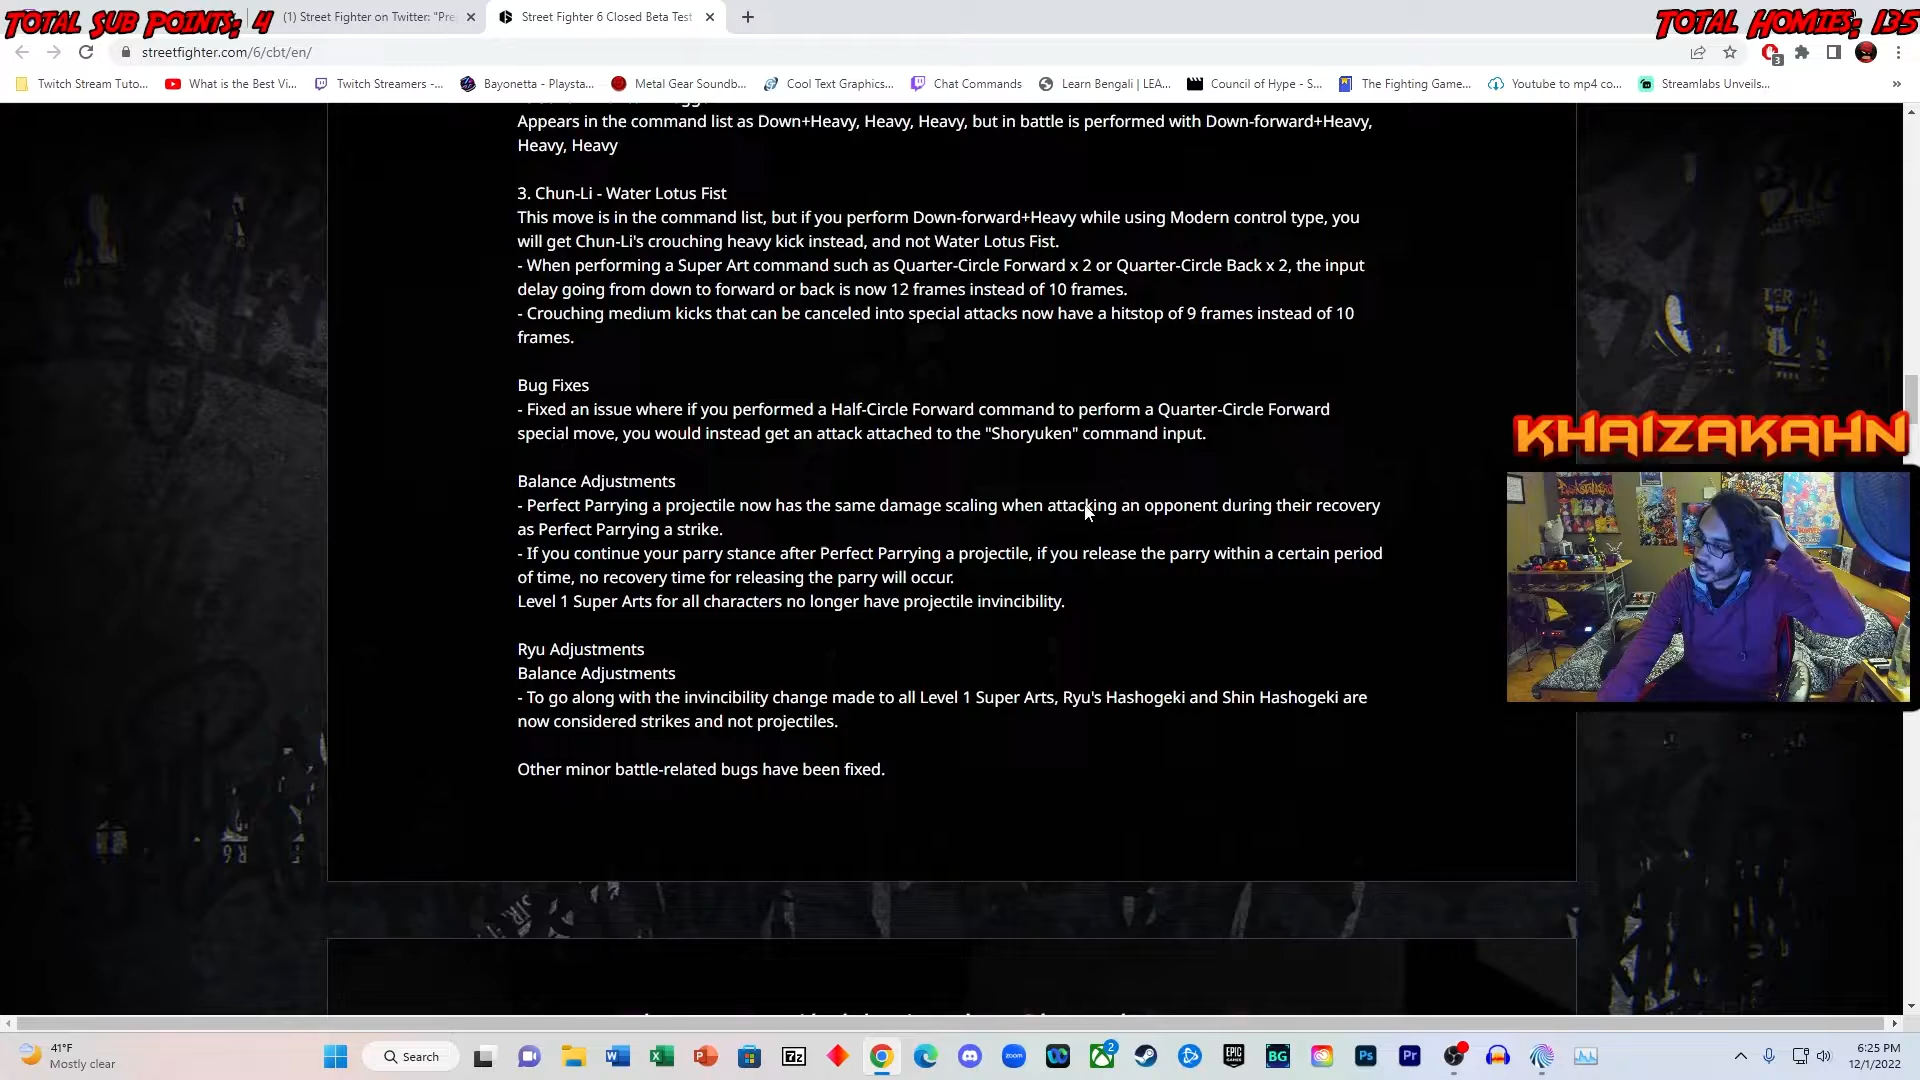 TOTAL SUB POINTS: 4
(1) Street Fighter on Twitter: "Pre
Street Fighter 6 Closed Beta Test
TOTAL HOMIES: 135
streetfighter.com/6/cbt/en/
3
Twitch Stream Tuto...
What is the Best Vi...
Twitch Streamers -...
Bayonetta - Playsta...
Metal Gear Soundb...
Cool Text Graphics...
Chat Commands
Learn Bengali (LEA...
Council of Hype - S...
The Fighting Game...
Youtube to mp4 co...
Streamlabs Unveils...
Appears in the command list as Down+Heavy, Heavy, Heavy, but in battle is performed with Down-forward+Heavy,
Heavy, Heavy
3. Chun-Li - Water Lotus Fist
This move is in the command list, but if you perform Down-forward+Heavy while using Modern control type, you
will get Chun-Li's crouching heavy kick instead, and not Water Lotus Fist.
- When performing a Super Art command such as Quarter-Circle Forward x 2 or Quarter-Circle Back x 2, the input
delay going from down to forward or back is now 12 frames instead of 10 frames.
- Crouching medium kicks that can be canceled into special attacks now have a hitstop of 9 frames instead of 10
frames.
Bug Fixes
- Fixed an issue where if you performed a Half-Circle Forward command to perform a Quarter-Circle Forward
special move, you would instead get an attack attached to the "Shoryuken" command input.
Balance Adjustments
- Perfect Parrying a projectile now has the same damage scaling when attacking an opponent during their recovery
as Perfect Parrying a strike.
- If you continue your parry stance after Perfect Parrying a projectile, if you release the parry within a certain period
of time, no recovery time for releasing the parry will occur.
Level 1 Super Arts for all characters no longer have projectile invincibility.
Ryu Adjustments
Balance Adjustments
- To go along with the invincibility change made to all Level 1 Super Arts, Ryu's Hashogeki and Shin Hashogeki are
now considered strikes and not projectiles.
Other minor battle-related bugs have been fixed.
KHAIZAKAHN
41°F
Mostly clear
Search
zoom
7z
2
EPIC
GAMES
BG
Ps
Pr
6:25 PM
12/1/2022